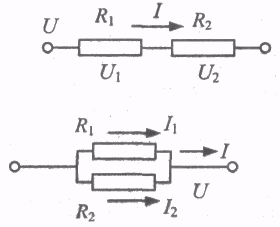 U R₁ I R₂
U₁ U₂
R₁ I₁
I
R₂ I₂ U